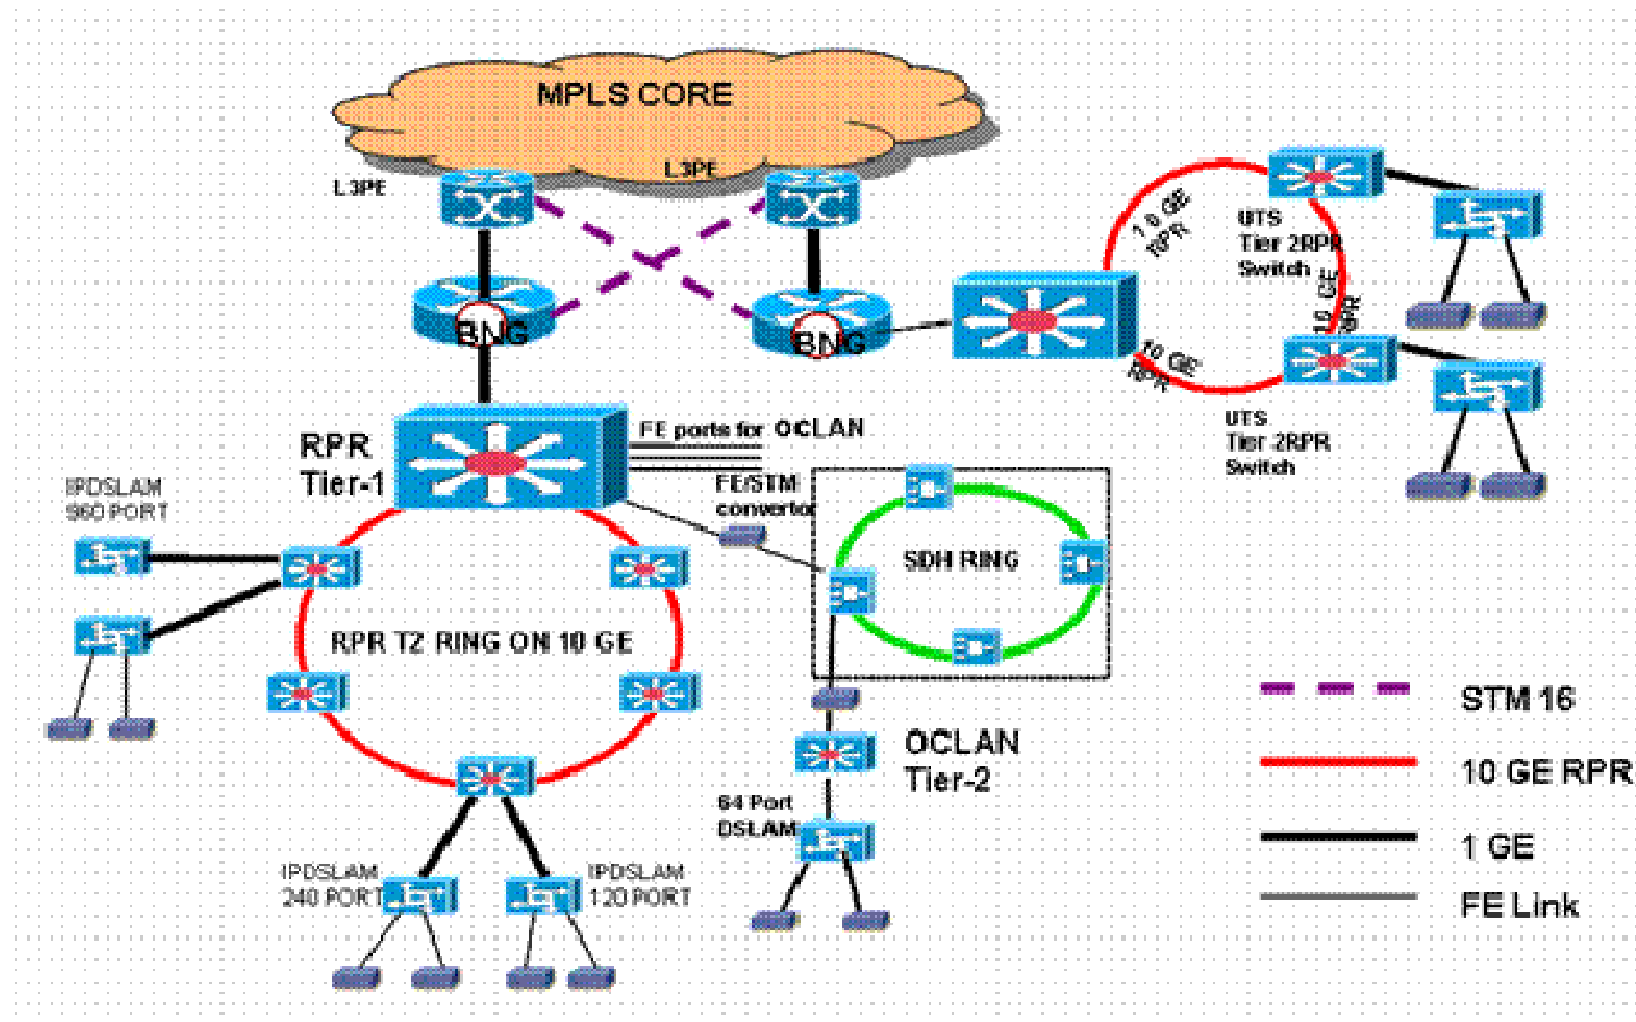 MPLS CORE
L3PE
L3PE
BNG
BNG
10 GE
RPR
UTS
Tier 2RPR
Switch
10 GE
RPR
10 GE
RPR
UTS
Tier 2RPR
Switch
RPR
Tier-1
FE ports for OCLAN
FE/STM
convertor
IPDSLAM
960 PORT
SDH RING
RPR T2 RING ON 10 GE
OCLAN
Tier-2
64 Port
DSLAM
IPDSLAM
240 PORT
IPDSLAM
120 PORT
STM 16
10 GE RPR
1 GE
FE Link